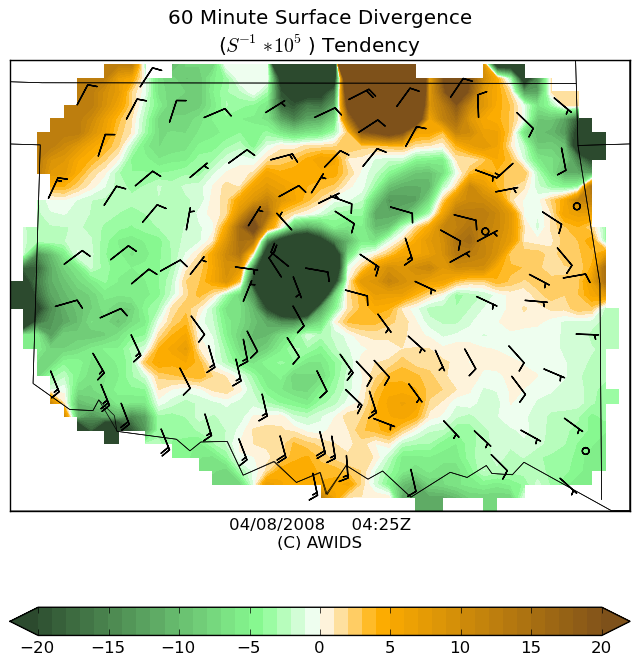 60 Minute Surface Divergence
(S⁻¹ * 10⁵ ) Tendency
04/08/2008 04:25Z
(C) AWIDS
−20 −15 −10 −5 0 5 10 15 20